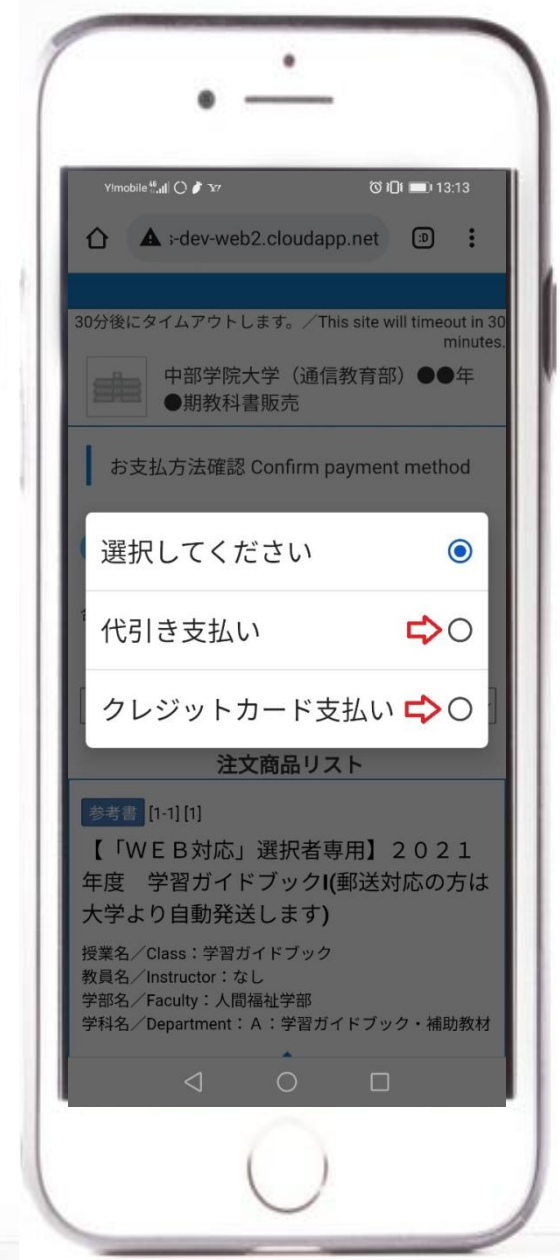 Y!mobile 13:13
s-dev-web2.cloudapp.net :D
30分後にタイムアウトします。／This site will timeout in 30
minutes.
中部学院大学（通信教育部）●●年
●期教科書販売
お支払方法確認 Confirm payment method
選択してください
代引き支払い
クレジットカード支払い
注文商品リスト
参考書 [1-1] [1]
【「ＷＥＢ対応」選択者専用】２０２１
年度　学習ガイドブックI(郵送対応の方は
大学より自動発送します)
授業名／Class：学習ガイドブック
教員名／Instructor：なし
学部名／Faculty：人間福祉学部
学科名／Department：Ａ：学習ガイドブック・補助教材